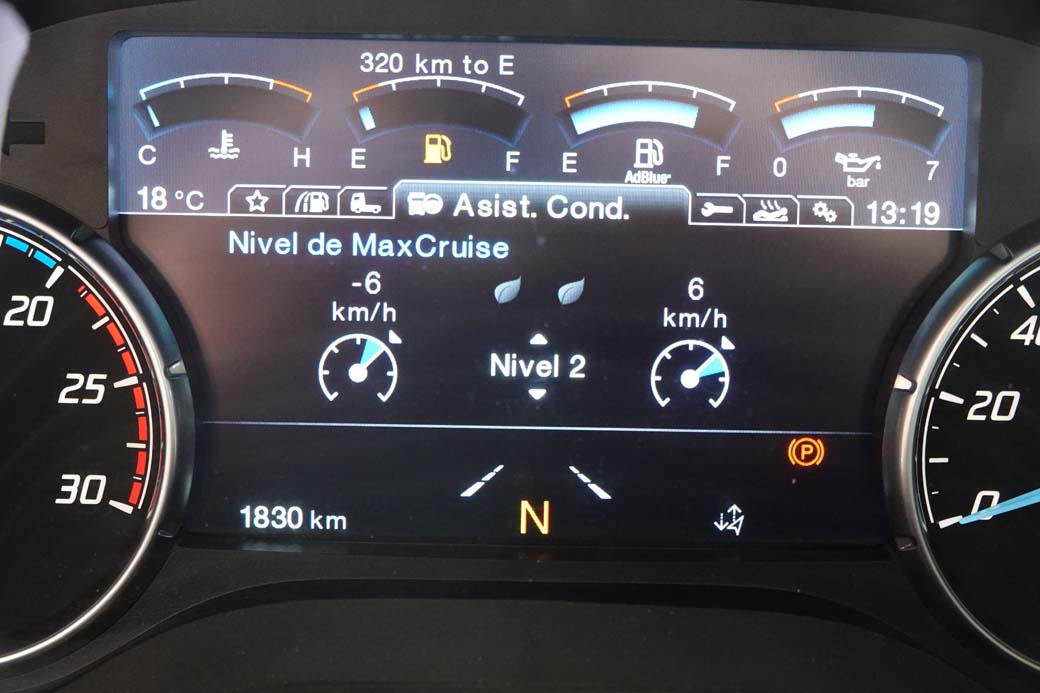 320 km to E
C H E F E F 0 7
AdBlue®
bar
18 °C
Asist. Cond.
13:19
Nivel de MaxCruise
-6
km/h
6
km/h
Nivel 2
20
25
30
20
0
P
1830 km
N